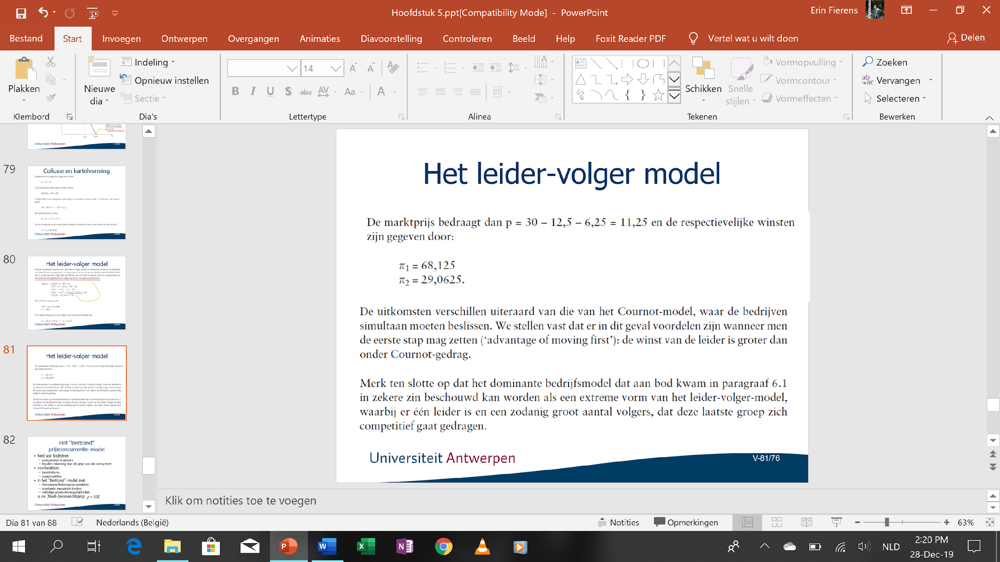 Hoofdstuk 5.ppt[Compatibility Mode] - PowerPoint
Erin Fierens
Bestand
Start
Invoegen
Ontwerpen
Overgangen
Animaties
Diavoorstelling
Controleren
Beeld
Help
Foxit Reader PDF
Vertel wat u wilt doen
Delen
Plakken
Klembord
Nieuwe
dia
Indeling
Opnieuw instellen
Sectie
Dia's
14
Lettertype
Alinea
Schikken
Snelle
stijlen
Vormopvulling
Vormcontour
Vormeffecten
Tekenen
Zoeken
Vervangen
Selecteren
Bewerken
Universiteit Antwerpen
79
Collusie en kartelvorming
Universiteit Antwerpen
80
Het leider-volger model
Universiteit Antwerpen
81
Het leider-volger model
Universiteit Antwerpen
82
Het “Bertrand”
prijsconcurrentie-model
• heel wat bedrijven
– concurreren in prijzen
– houden rekening met de prijs van de concurrent
• voorbeelden:
– tankstations
– supermarkten
• in het “Bertrand”-model met
– Homogene/heterogene goederen
– constante marginale kosten
– volledige productiemogelijkheden
is de (Nash-)evenwichtsprijs p = MK
Universiteit Antwerpen
Het leider-volger model
De marktprijs bedraagt dan p = 30 – 12,5 – 6,25 = 11,25 en de respectievelijke winsten
zijn gegeven door:
π₁ = 68,125
π₂ = 29,0625.
De uitkomsten verschillen uiteraard van die van het Cournot-model, waar de bedrijven
simultaan moeten beslissen. We stellen vast dat er in dit geval voordelen zijn wanneer men
de eerste stap mag zetten (‘advantage of moving first’): de winst van de leider is groter dan
onder Cournot-gedrag.
Merk ten slotte op dat het dominante bedrijfsmodel dat aan bod kwam in paragraaf 6.1
in zekere zin beschouwd kan worden als een extreme vorm van het leider-volger-model,
waarbij er één leider is en een zodanig groot aantal volgers, dat deze laatste groep zich
competitief gaat gedragen.
Universiteit Antwerpen
V-81/76
Klik om notities toe te voegen
Dia 81 van 88
Nederlands (België)
Notities
Opmerkingen
63%
NLD
2:20 PM
28-Dec-19